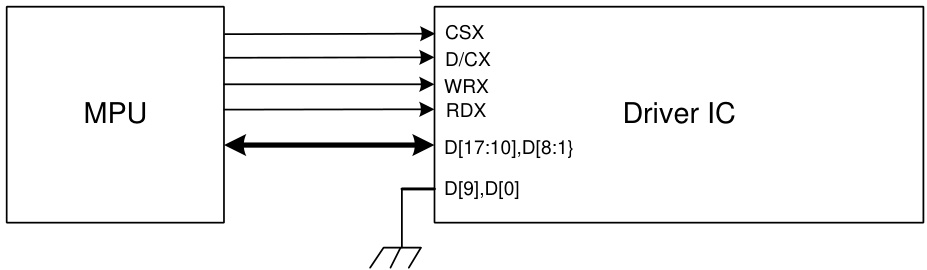 MPU
CSX
D/CX
WRX
RDX
Driver IC
D[17:10],D[8:1}
D[9],D[0]